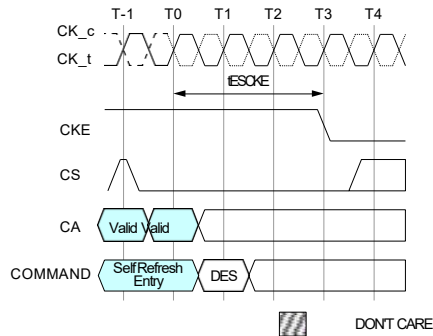 T-1 T0 T1 T2 T3 T4
CK_c
CK_t
tESCKE
CKE
CS
CA Valid Valid
COMMAND Self Refresh Entry DES
DON'T CARE